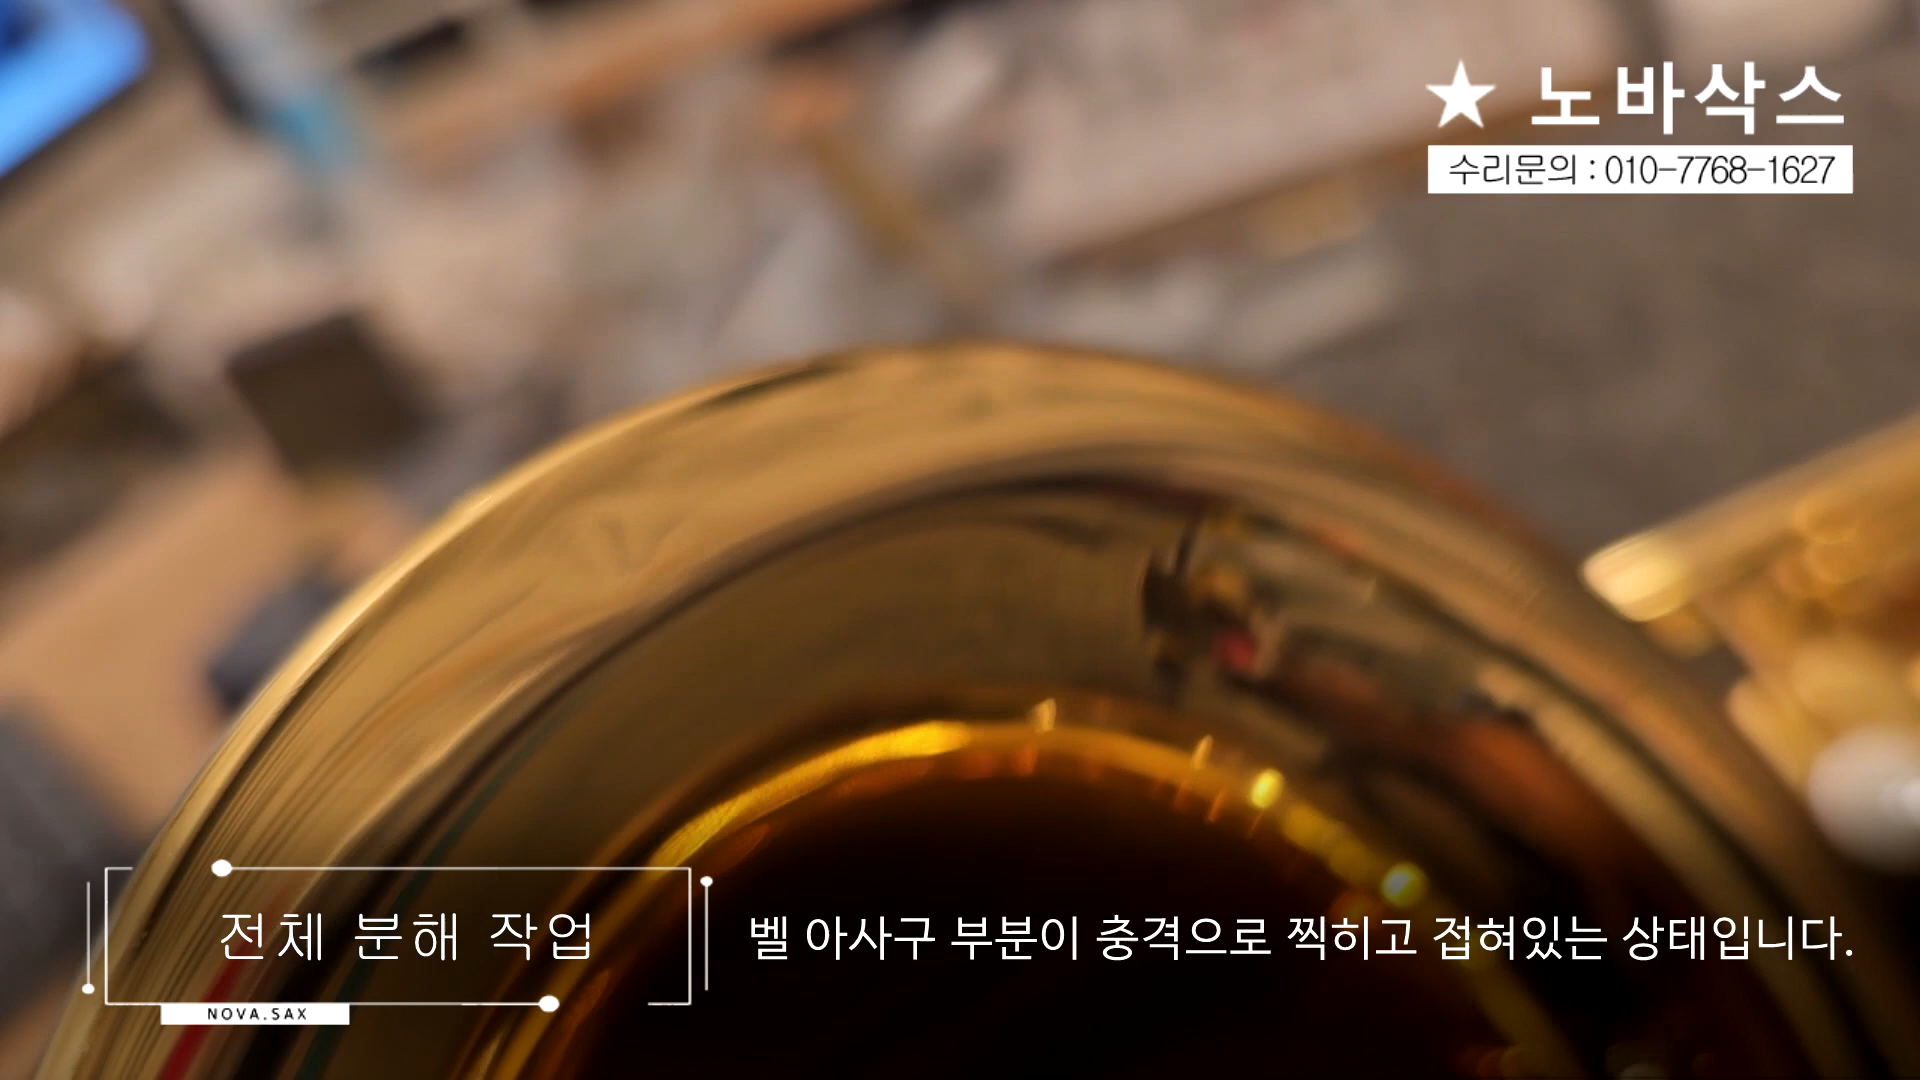 ★ 노바삭스
수리문의 : 010-7768-1627
전체 분해 작업
NOVA.SAX
벨 아사구 부분이 충격으로 찍히고 접혀있는 상태입니다.